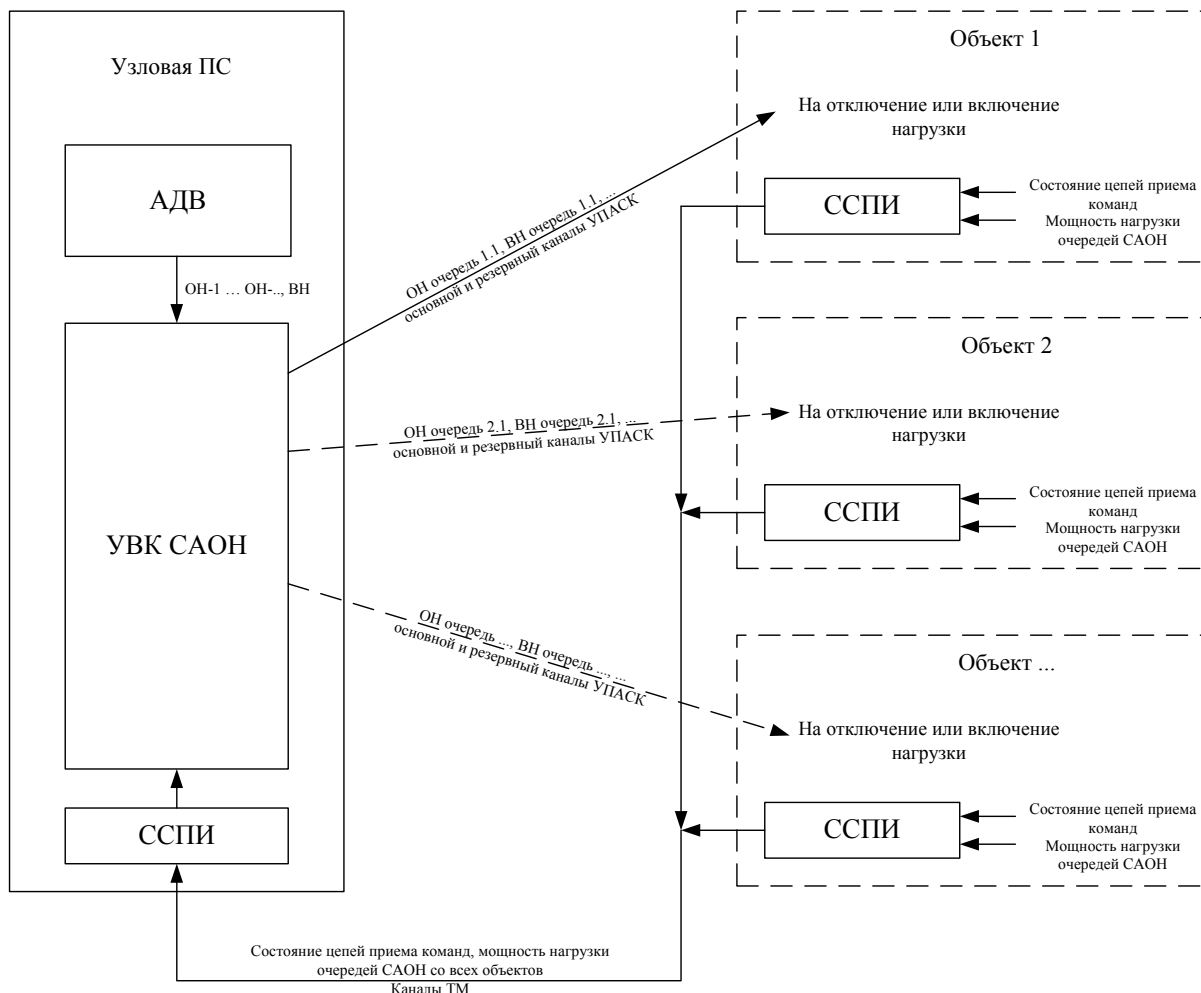 Узловая ПС
АДВ
ОН-1 ... ОН-.., ВН
УВК САОН
ССПИ
ОН очередь 1.1, ВН очередь 1.1, ...
основной и резервный каналы УПАСК
ОН очередь 2.1, ВН очередь 2.1, ...
основной и резервный каналы УПАСК
ОН очередь ..., ВН очередь ..., ...
основной и резервный каналы УПАСК
Объект 1
На отключение или включение
нагрузки
ССПИ
Состояние цепей приема
команд
Мощность нагрузки
очередей САОН
Объект 2
На отключение или включение
нагрузки
ССПИ
Состояние цепей приема
команд
Мощность нагрузки
очередей САОН
Объект ...
На отключение или включение
нагрузки
ССПИ
Состояние цепей приема
команд
Мощность нагрузки
очередей САОН
Состояние цепей приема команд, мощность нагрузки
очередей САОН со всех объектов
Каналы ТМ